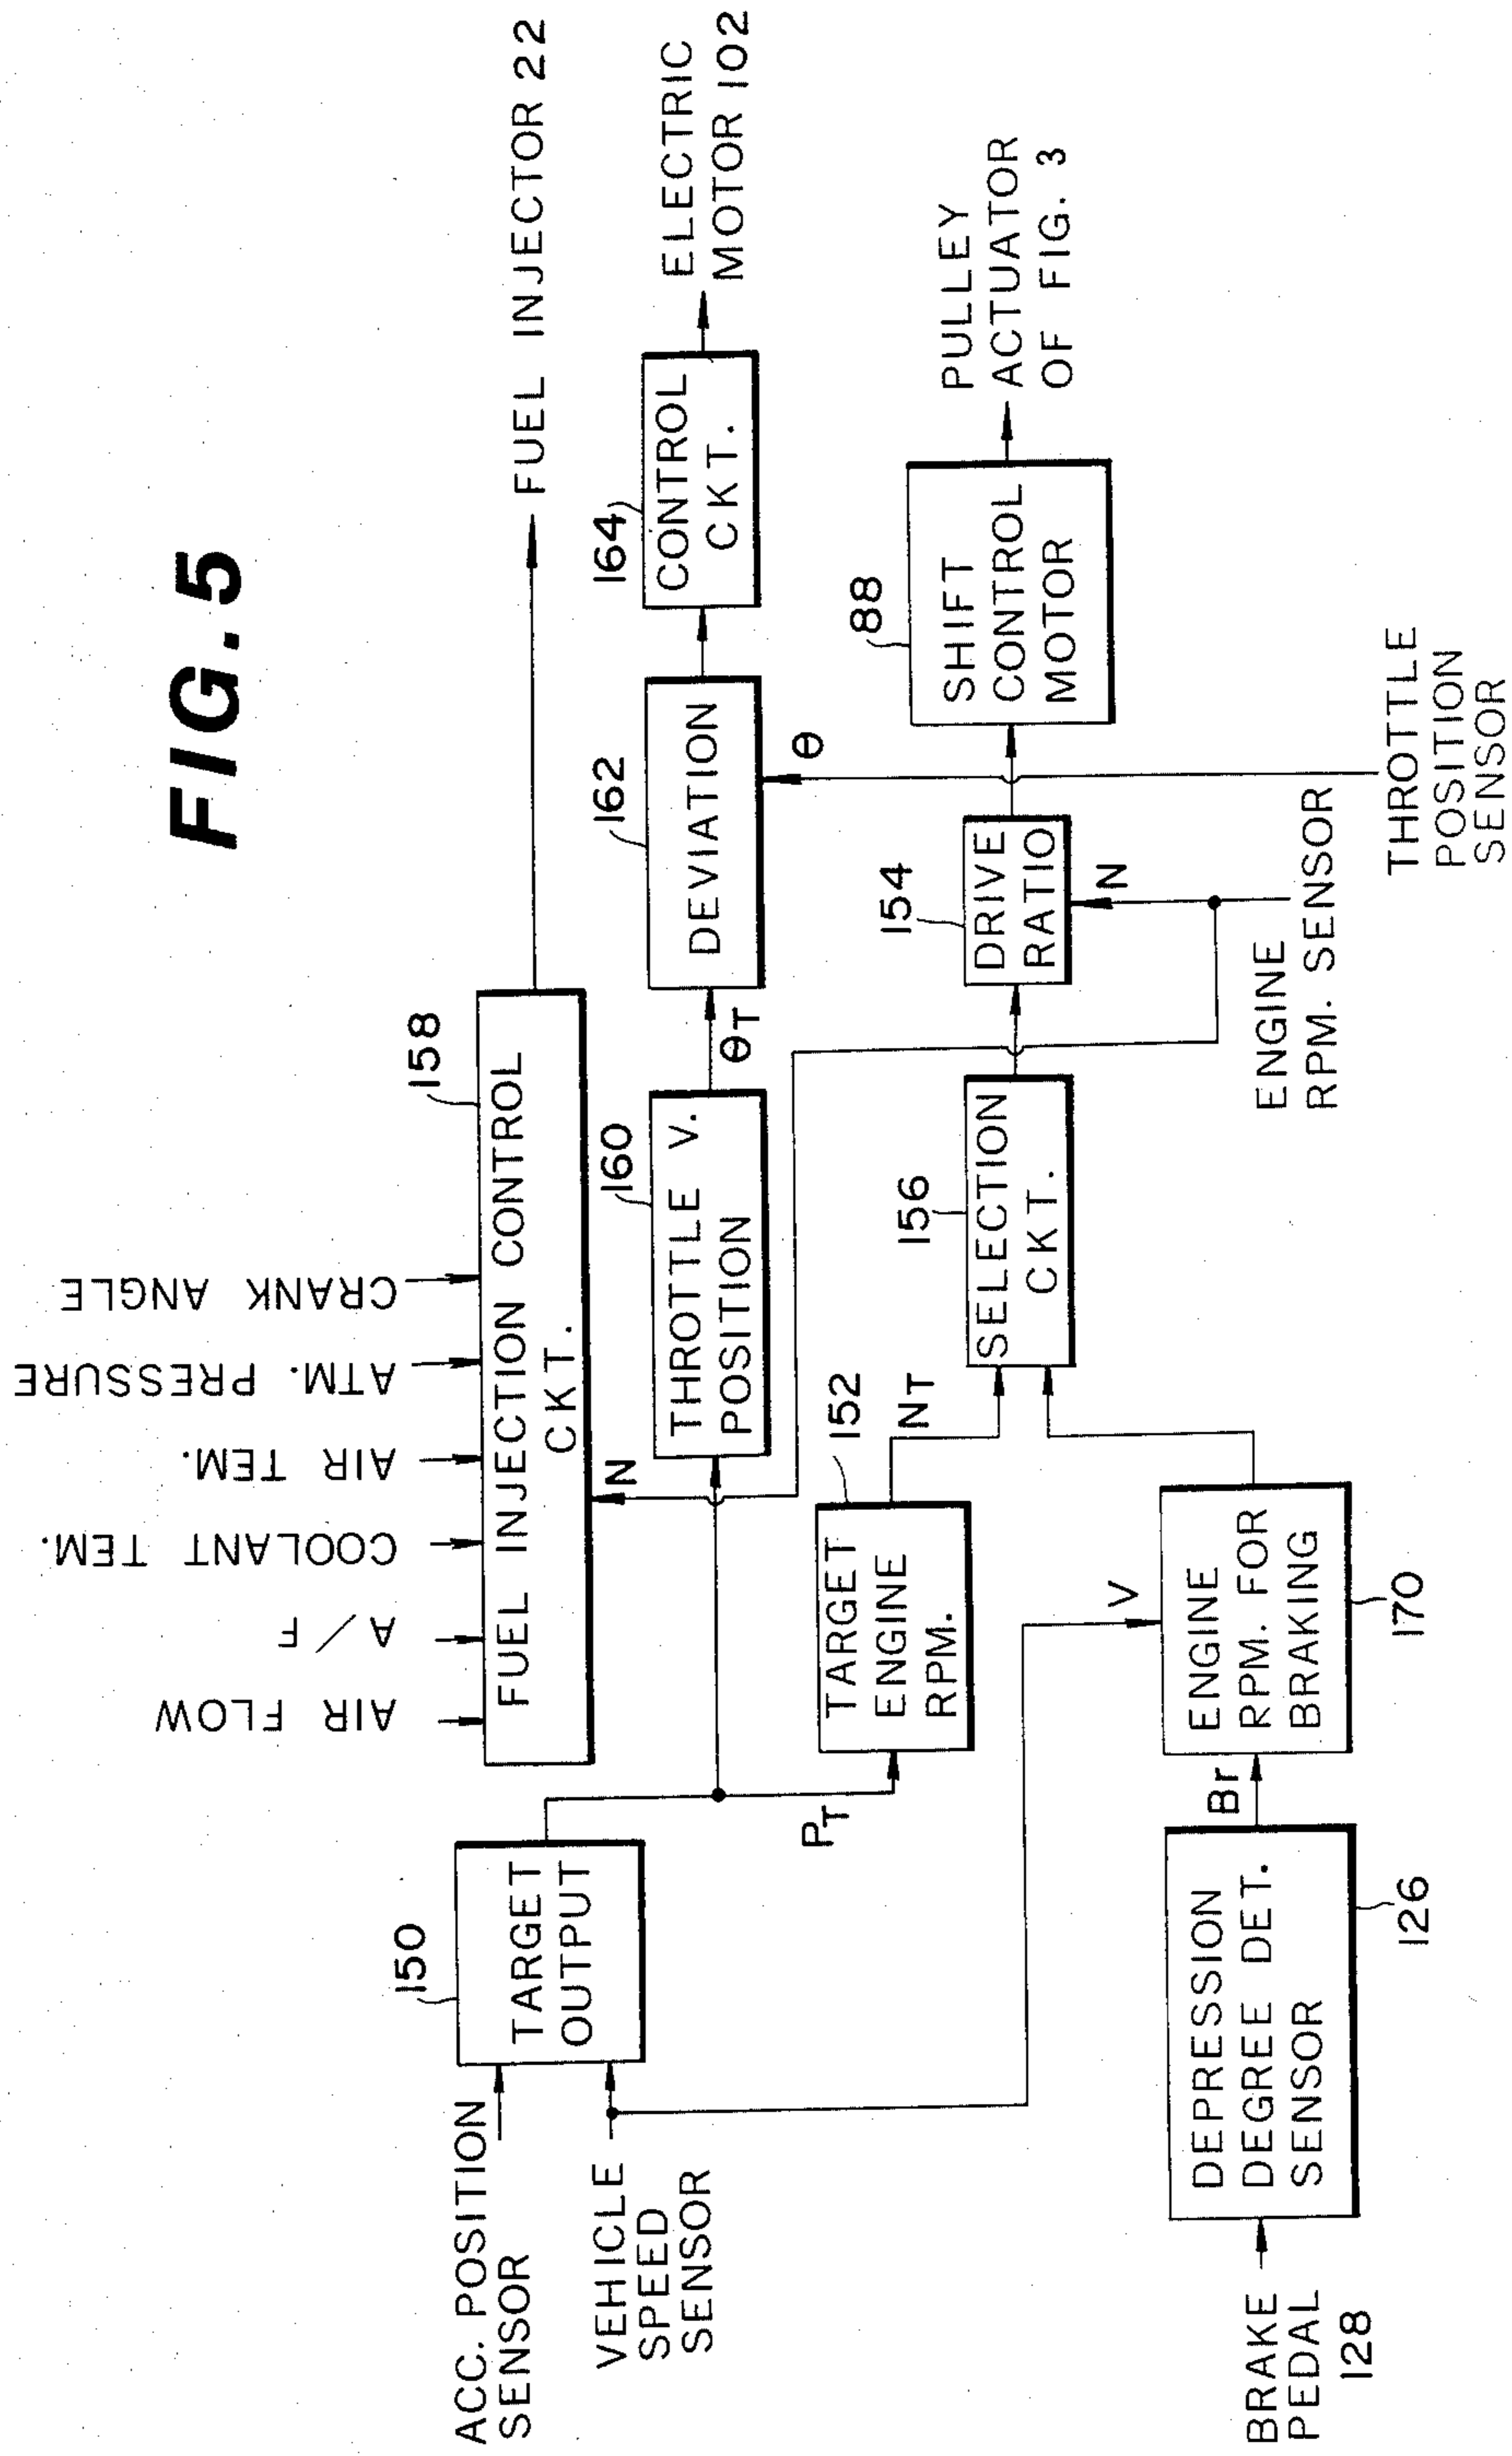 FIG. 5
AIR FLOW
A/F
COOLANT TEM.
AIR TEM.
ATM. PRESSURE
CRANK ANGLE
158
FUEL INJECTION CONTROL
CKT.
FUEL INJECTOR 22
N
ACC. POSITION
SENSOR
VEHICLE
SPEED
SENSOR
150
TARGET
OUTPUT
PT
160
THROTTLE V.
POSITION
θT
162
DEVIATION
θ
164
CONTROL
CKT.
ELECTRIC
MOTOR 102
152
TARGET
ENGINE
RPM.
NT
156
SELECTION
CKT.
154
DRIVE
RATIO
N
88
SHIFT
CONTROL
MOTOR
PULLEY
ACTUATOR
OF FIG. 3
BRAKE
PEDAL
128
DEPRESSION
DEGREE DET.
SENSOR
126
Br
V
ENGINE
RPM. FOR
BRAKING
170
ENGINE
RPM. SENSOR
THROTTLE
POSITION
SENSOR